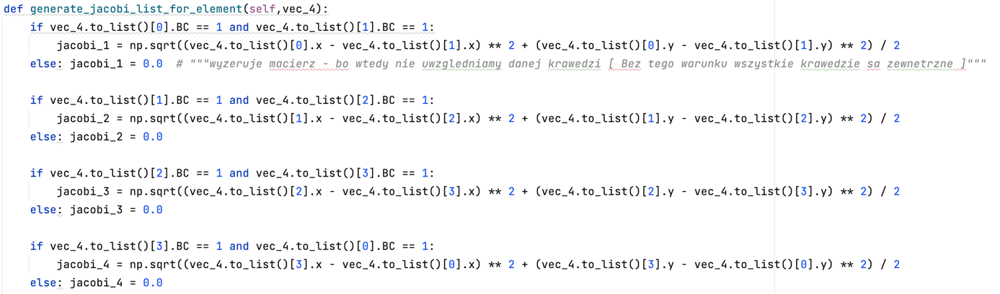 def generate_jacobi_list_for_element(self,vec_4):
    if vec_4.to_list()[0].BC == 1 and vec_4.to_list()[1].BC == 1:
        jacobi_1 = np.sqrt((vec_4.to_list()[0].x - vec_4.to_list()[1].x) ** 2 + (vec_4.to_list()[0].y - vec_4.to_list()[1].y) ** 2) / 2
    else: jacobi_1 = 0.0  # """wyzeruje macierz - bo wtedy nie uwzgledniamy danej krawedzi [ Bez tego warunku wszystkie krawedzie sa zewnetrzne ]"""
    if vec_4.to_list()[1].BC == 1 and vec_4.to_list()[2].BC == 1:
        jacobi_2 = np.sqrt((vec_4.to_list()[1].x - vec_4.to_list()[2].x) ** 2 + (vec_4.to_list()[1].y - vec_4.to_list()[2].y) ** 2) / 2
    else: jacobi_2 = 0.0
    if vec_4.to_list()[2].BC == 1 and vec_4.to_list()[3].BC == 1:
        jacobi_3 = np.sqrt((vec_4.to_list()[2].x - vec_4.to_list()[3].x) ** 2 + (vec_4.to_list()[2].y - vec_4.to_list()[3].y) ** 2) / 2
    else: jacobi_3 = 0.0
    if vec_4.to_list()[3].BC == 1 and vec_4.to_list()[0].BC == 1:
        jacobi_4 = np.sqrt((vec_4.to_list()[3].x - vec_4.to_list()[0].x) ** 2 + (vec_4.to_list()[3].y - vec_4.to_list()[0].y) ** 2) / 2
    else: jacobi_4 = 0.0